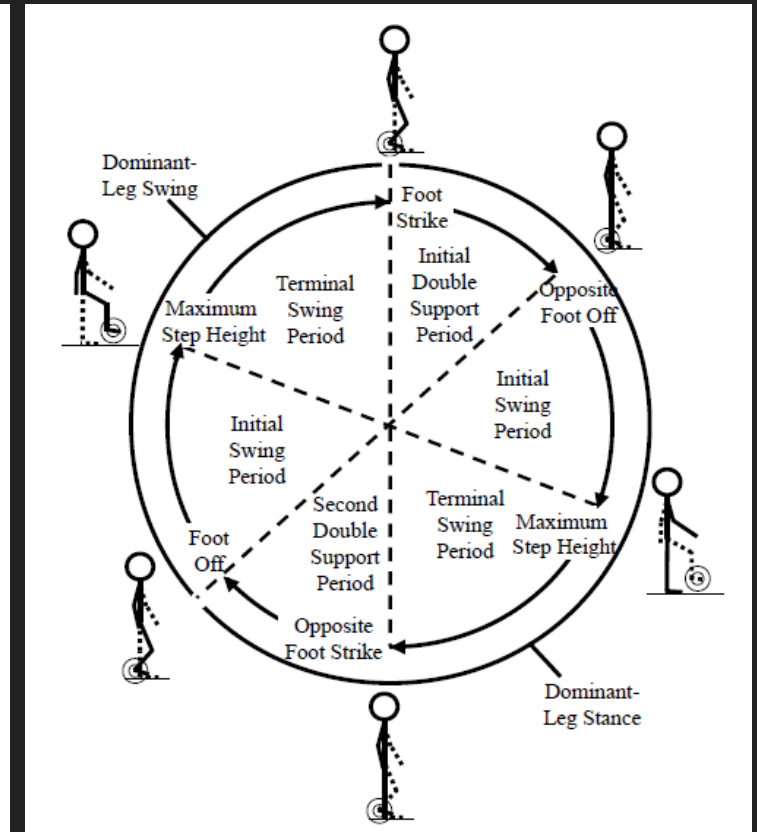 Dominant-
Leg Swing
Foot
Strike
Initial
Double
Support
Period
Opposite
Foot Off
Terminal
Swing
Period
Maximum
Step Height
Initial
Swing
Period
Initial
Swing
Period
Second
Double
Support
Period
Terminal
Swing
Period
Maximum
Step Height
Foot
Off
Opposite
Foot Strike
Dominant-
Leg Stance